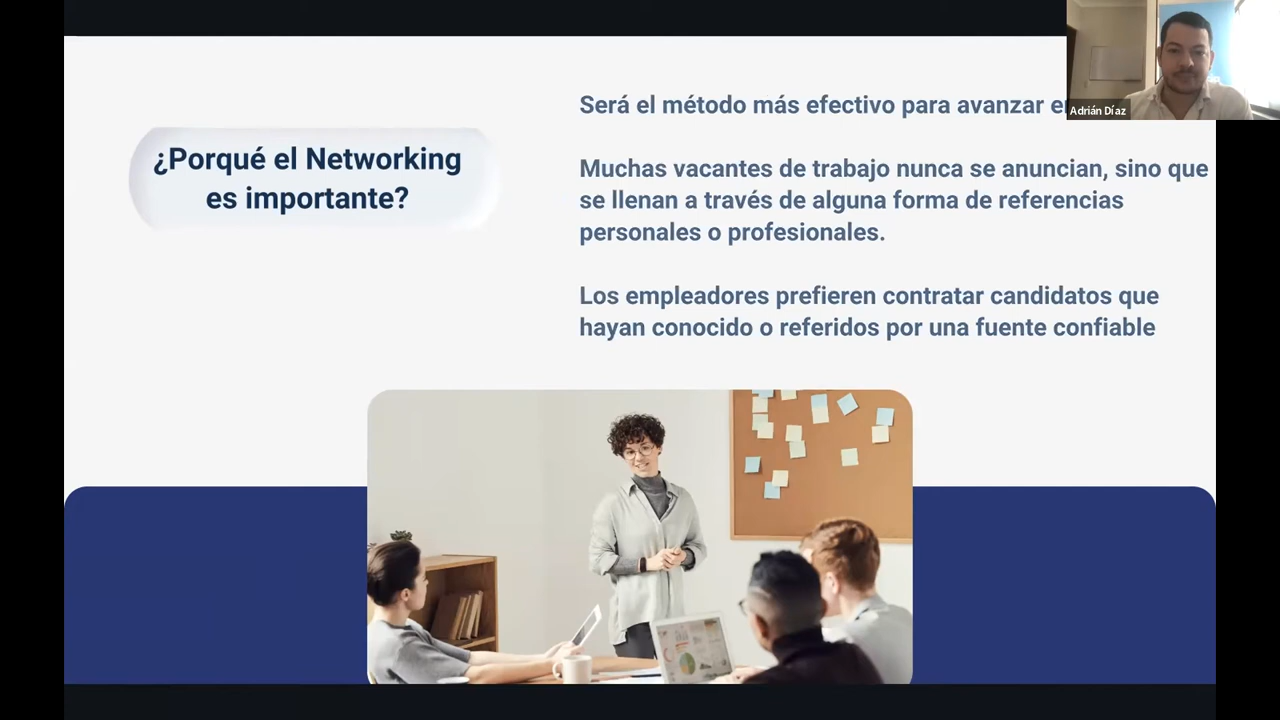 ¿Porqué el Networking
es importante?
Será el método más efectivo para avanzar
Muchas vacantes de trabajo nunca se anuncian, sino que
se llenan a través de alguna forma de referencias
personales o profesionales.
Los empleadores prefieren contratar candidatos que
hayan conocido o referidos por una fuente confiable
Adrián Díaz